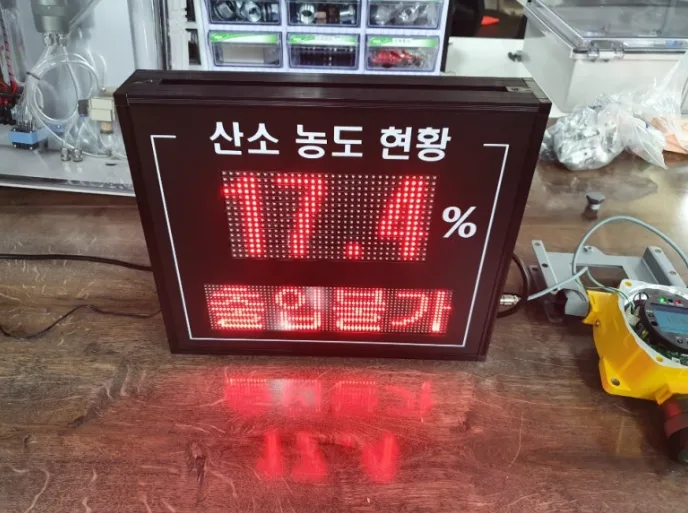 산소 농도 현황
17.4 %
출입불가